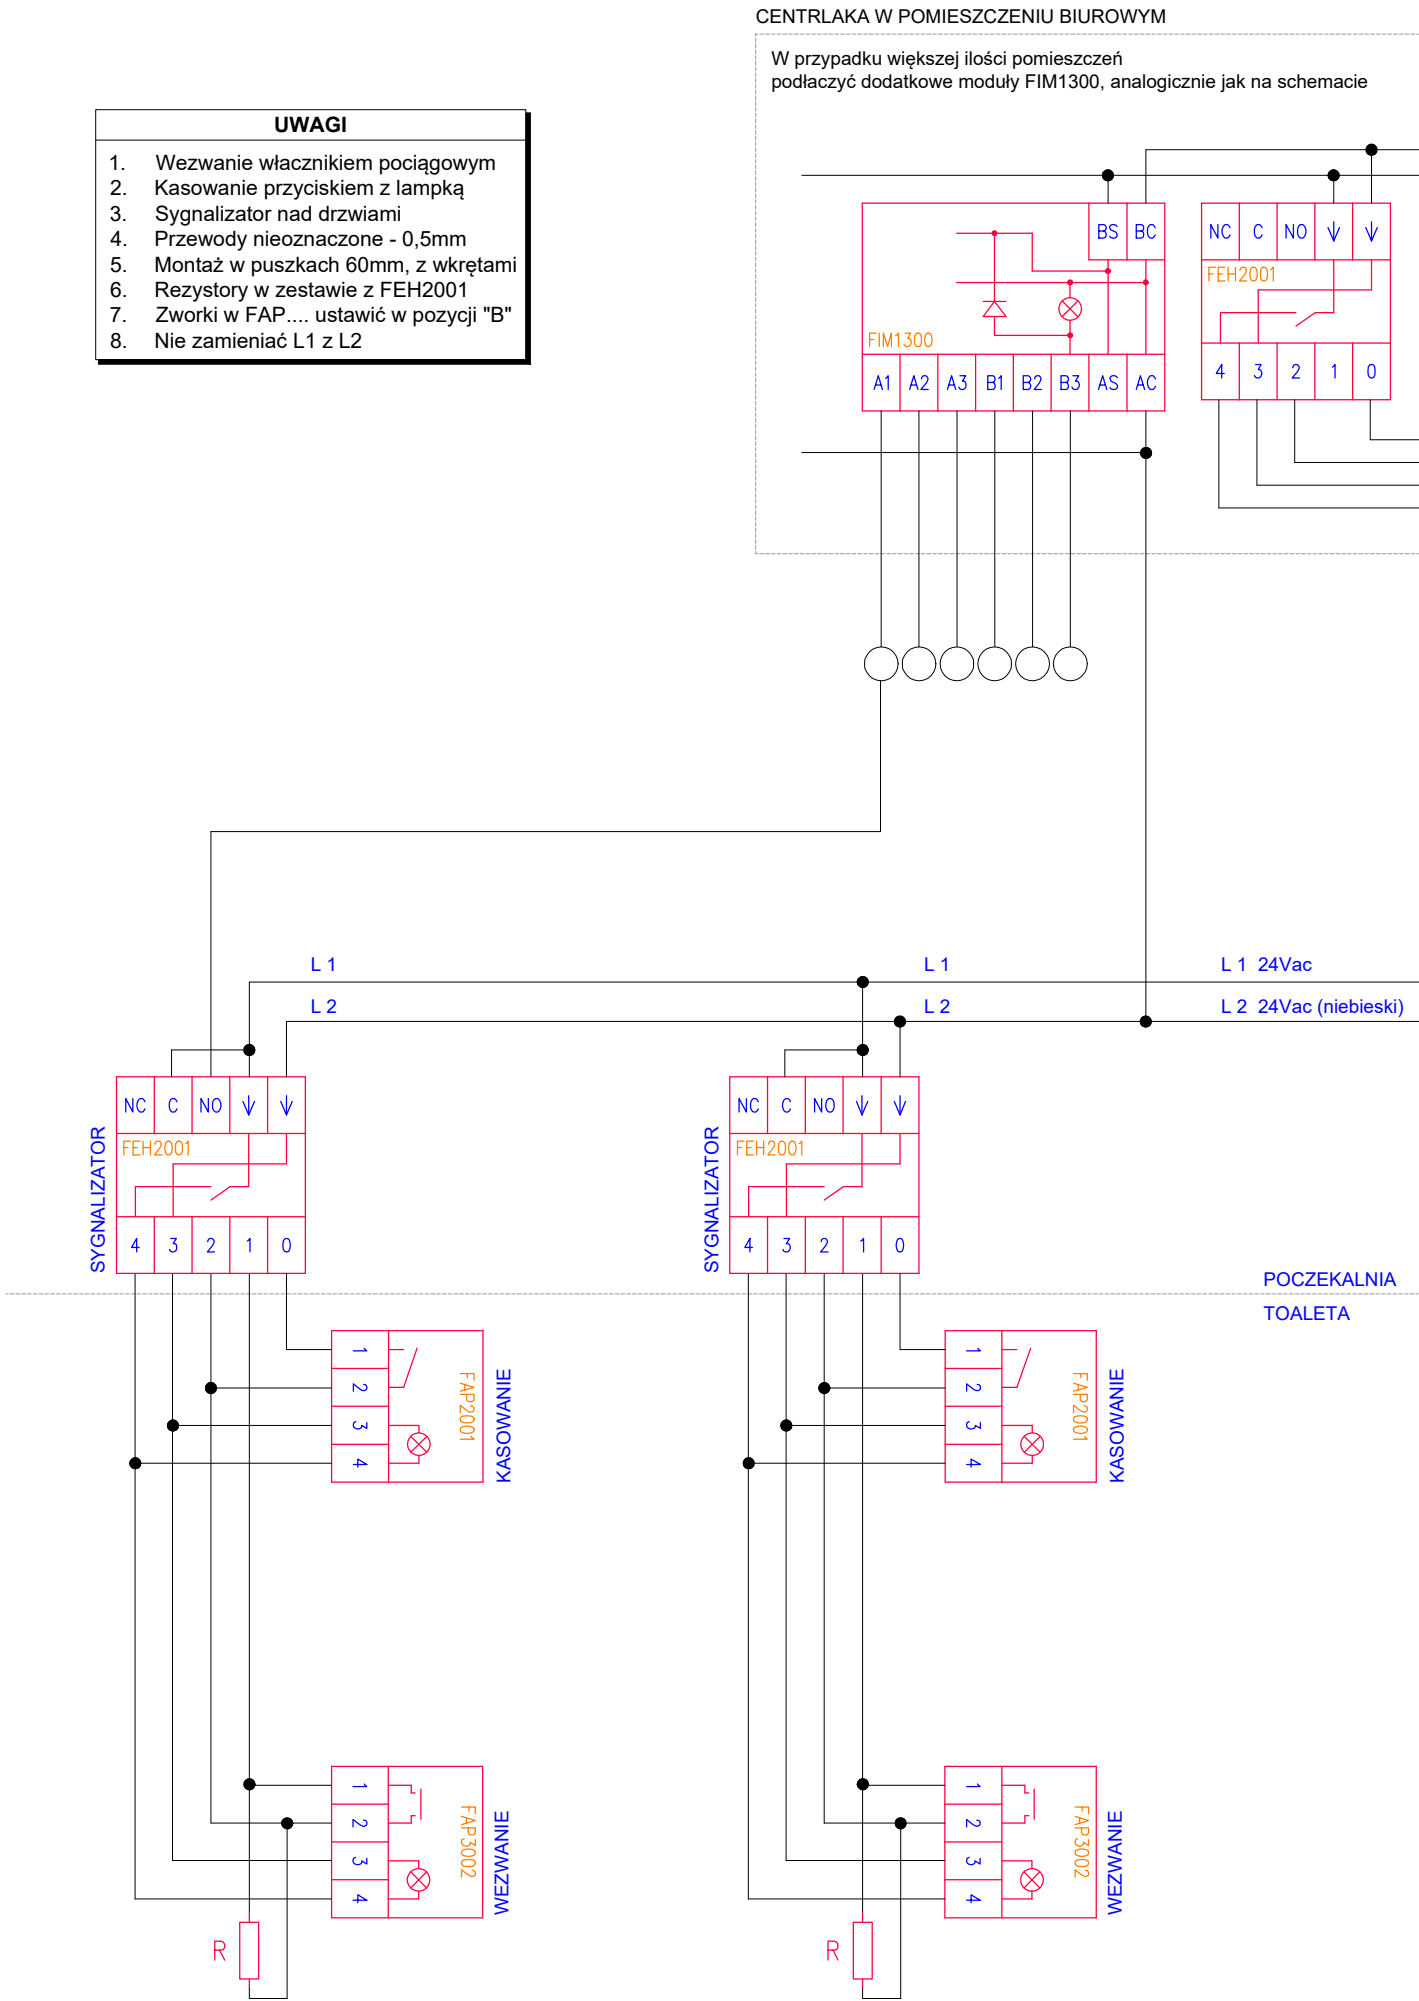 CENTRLAKA W POMIESZCZENIU BIUROWYM
W przypadku większej ilości pomieszczeń
podłaczyć dodatkowe moduły FIM1300, analogicznie jak na schemacie
UWAGI
1. Wezwanie włacznikiem pociągowym
2. Kasowanie przyciskiem z lampką
3. Sygnalizator nad drzwiami
4. Przewody nieoznaczone - 0,5mm
5. Montaż w puszkach 60mm, z wkrętami
6. Rezystory w zestawie z FEH2001
7. Zworki w FAP.... ustawić w pozycji "B"
8. Nie zamieniać L1 z L2
BS BC
FIM1300
A1 A2 A3 B1 B2 B3 AS AC
NC C NO
FEH2001
4 3 2 1 0
L 1 L 1 L 1 24Vac
L 2 L 2 L 2 24Vac (niebieski)
NC C NO
FEH2001
4 3 2 1 0
SYGNALIZATOR
NC C NO
FEH2001
4 3 2 1 0
SYGNALIZATOR
POCZEKALNIA
TOALETA
1
2
3
4
FAP2001
KASOWANIE
1
2
3
4
FAP2001
KASOWANIE
1
2
3
4
FAP3002
WEZWANIE
R
1
2
3
4
FAP3002
WEZWANIE
R